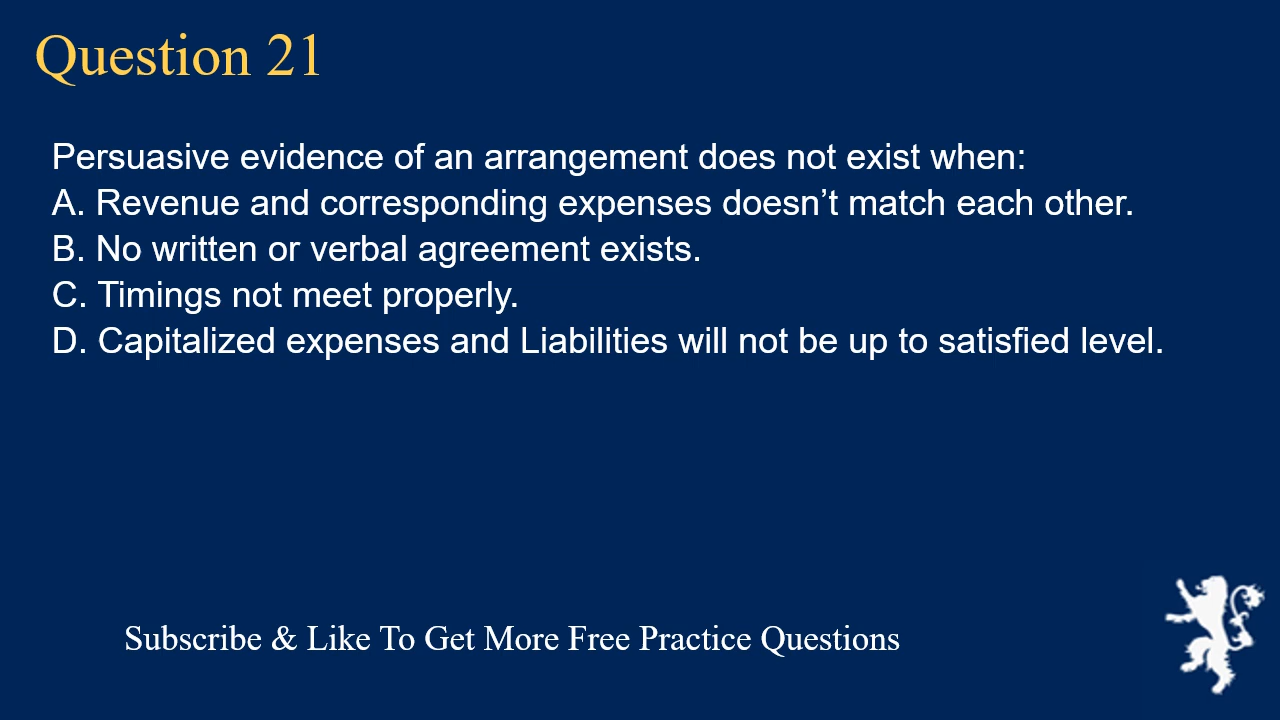 Question 21
Persuasive evidence of an arrangement does not exist when:
A. Revenue and corresponding expenses doesn’t match each other.
B. No written or verbal agreement exists.
C. Timings not meet properly.
D. Capitalized expenses and Liabilities will not be up to satisfied level.
Subscribe & Like To Get More Free Practice Questions